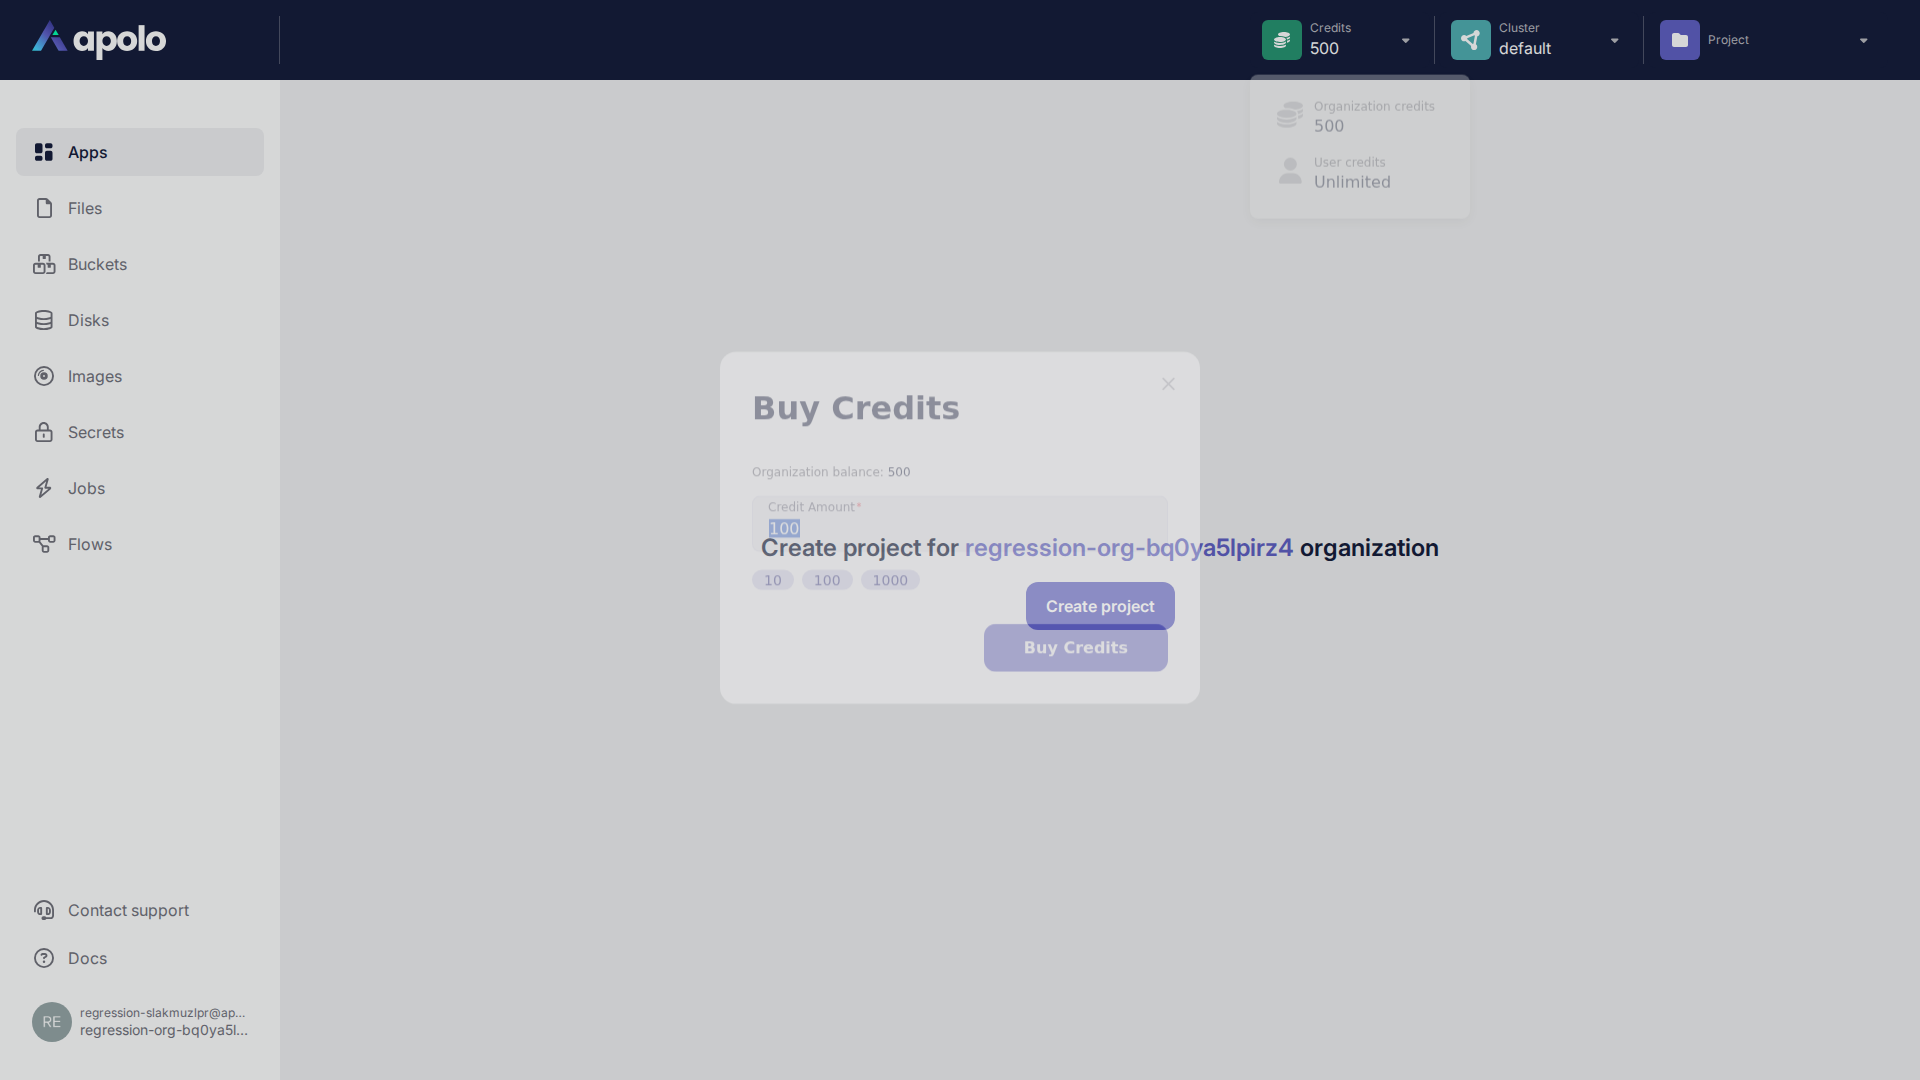 apolo
Credits
500
Cluster
default
Project
Organization credits
500
User credits
Unlimited
Apps
Files
Buckets
Disks
Images
Secrets
Jobs
Flows
Buy Credits
Organization balance: 500
Credit Amount*
100
Create project for regression-org-bq0ya5lpirz4 organization
10 100 1000
Create project
Buy Credits
Contact support
Docs
RE
regression-slakmuzlpr@ap...
regression-org-bq0ya5l...